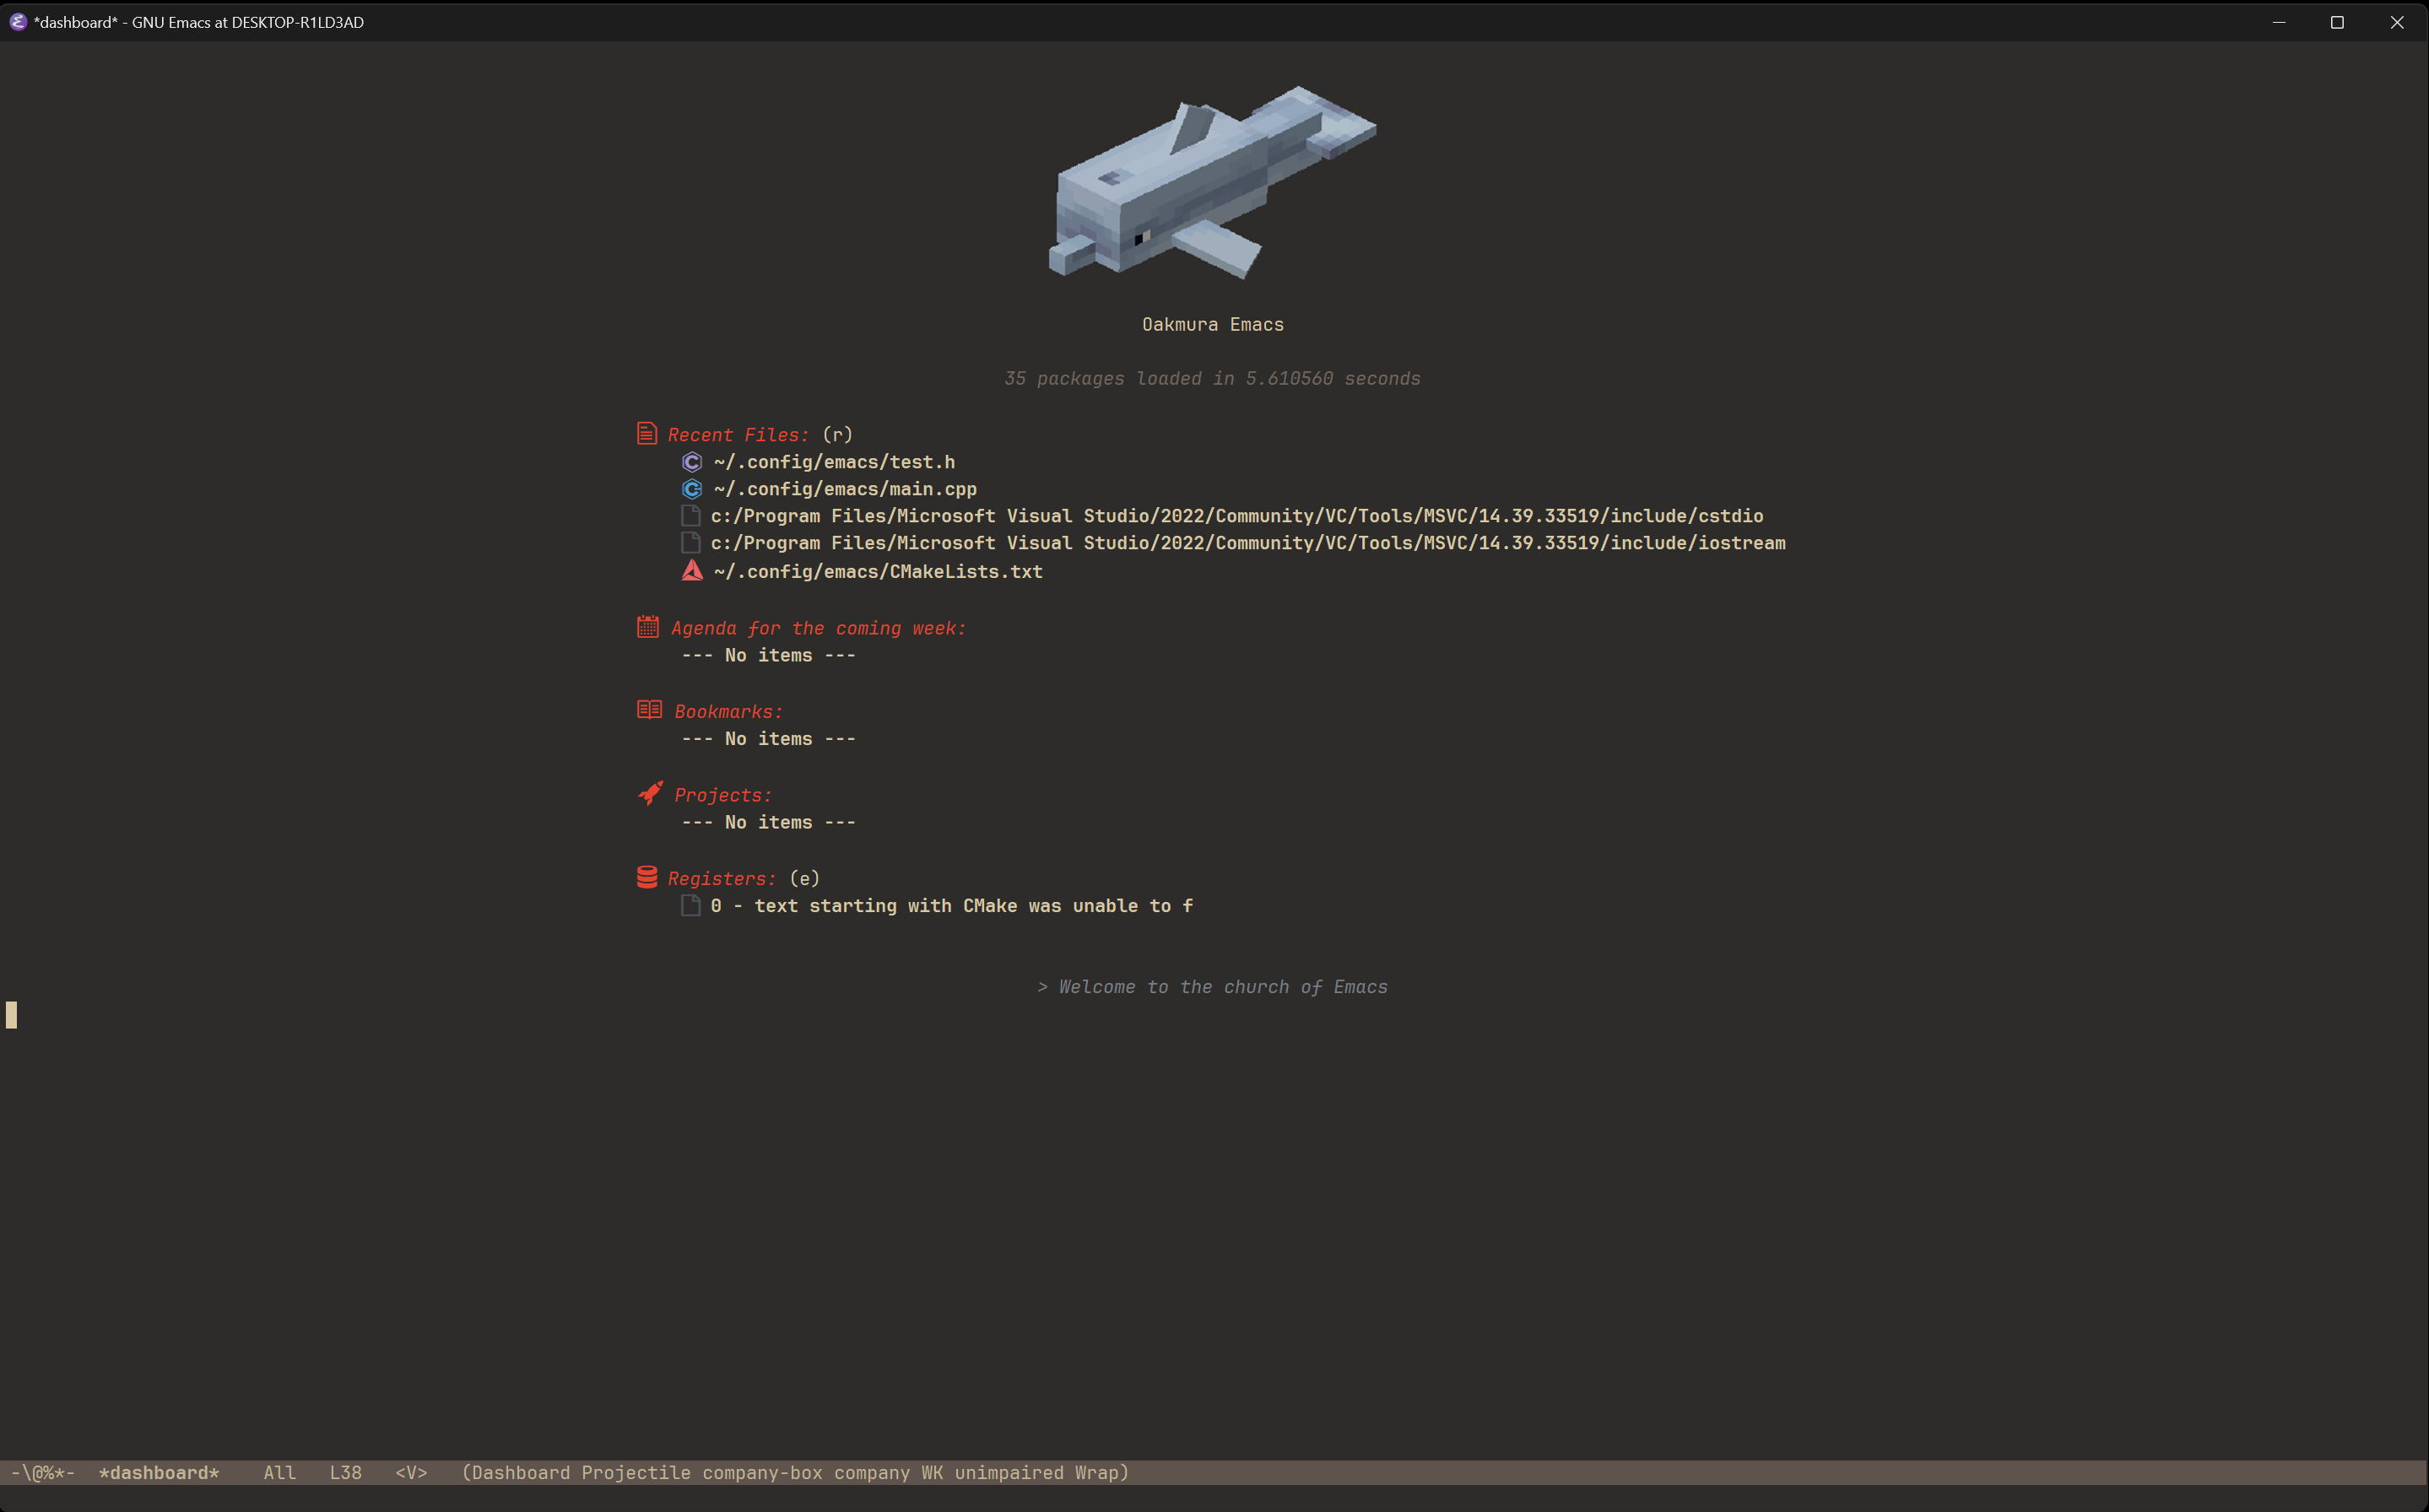 *dashboard* - GNU Emacs at DESKTOP-R1LD3AD
Oakmura Emacs
35 packages loaded in 5.610560 seconds
Recent Files: (r)
~/.config/emacs/test.h
~/.config/emacs/main.cpp
c:/Program Files/Microsoft Visual Studio/2022/Community/VC/Tools/MSVC/14.39.33519/include/cstdio
c:/Program Files/Microsoft Visual Studio/2022/Community/VC/Tools/MSVC/14.39.33519/include/iostream
~/.config/emacs/CMakeLists.txt
Agenda for the coming week:
--- No items ---
Bookmarks:
--- No items ---
Projects:
--- No items ---
Registers: (e)
0 - text starting with CMake was unable to f
> Welcome to the church of Emacs
-\@%*-  *dashboard*    All   L38   <V>   (Dashboard Projectile company-box company WK unimpaired Wrap)